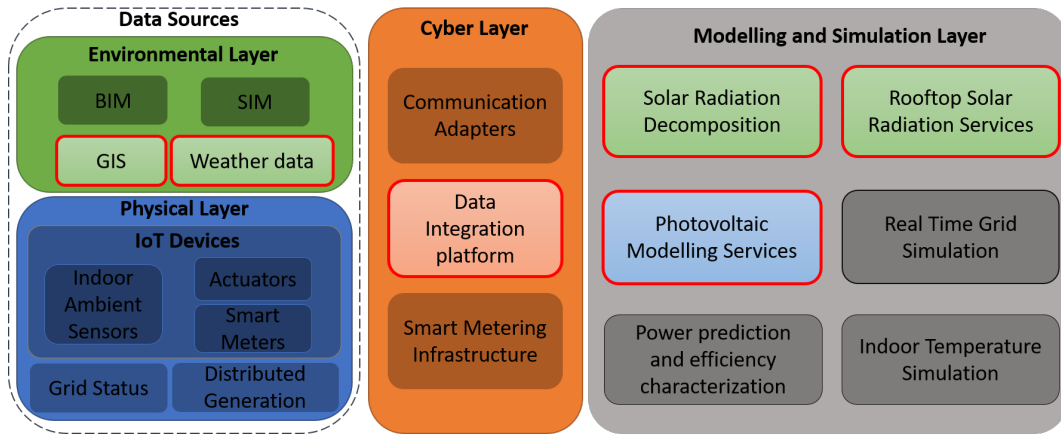 Data Sources
Environmental Layer
BIM
SIM
GIS
Weather data
Physical Layer
IoT Devices
Indoor
Ambient
Sensors
Actuators
Smart
Meters
Grid Status
Distributed
Generation
Cyber Layer
Communication
Adapters
Data
Integration
platform
Smart Metering
Infrastructure
Modelling and Simulation Layer
Solar Radiation
Decomposition
Rooftop Solar
Radiation Services
Photovoltaic
Modelling Services
Real Time Grid
Simulation
Power prediction
and efficiency
characterization
Indoor Temperature
Simulation